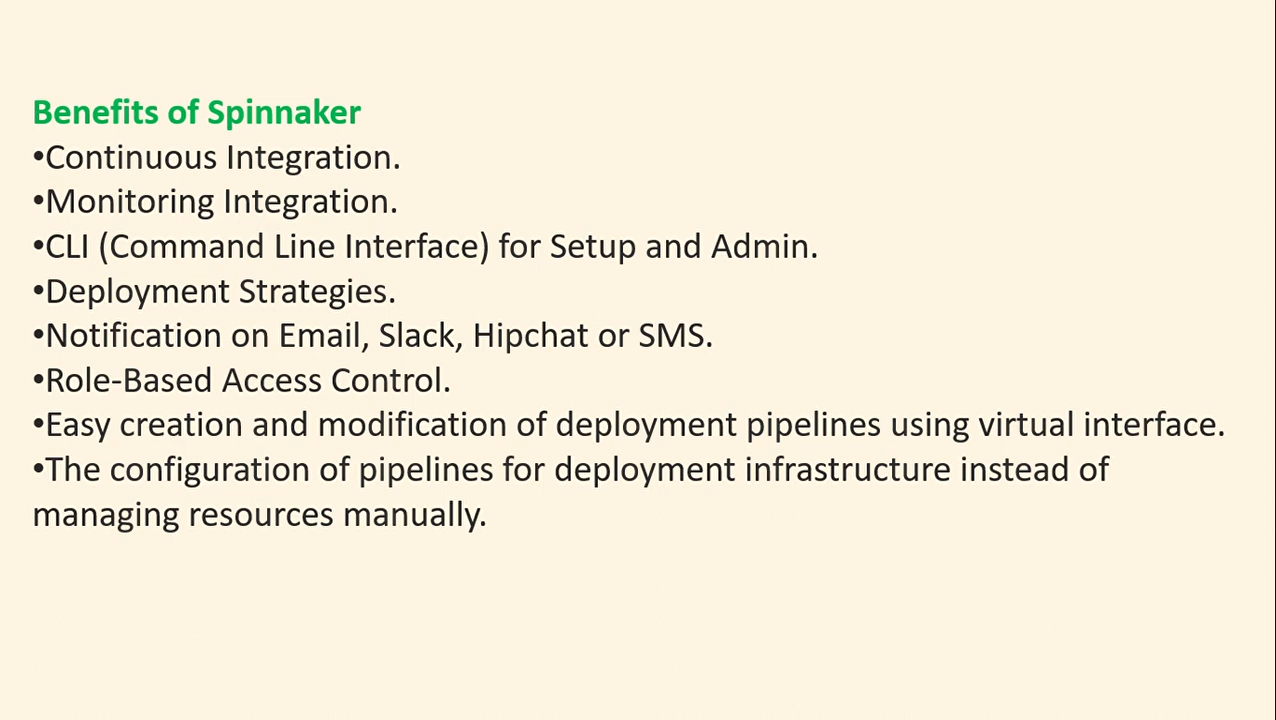 Benefits of Spinnaker
•Continuous Integration.
•Monitoring Integration.
•CLI (Command Line Interface) for Setup and Admin.
•Deployment Strategies.
•Notification on Email, Slack, Hipchat or SMS.
•Role-Based Access Control.
•Easy creation and modification of deployment pipelines using virtual interface.
•The configuration of pipelines for deployment infrastructure instead of
managing resources manually.